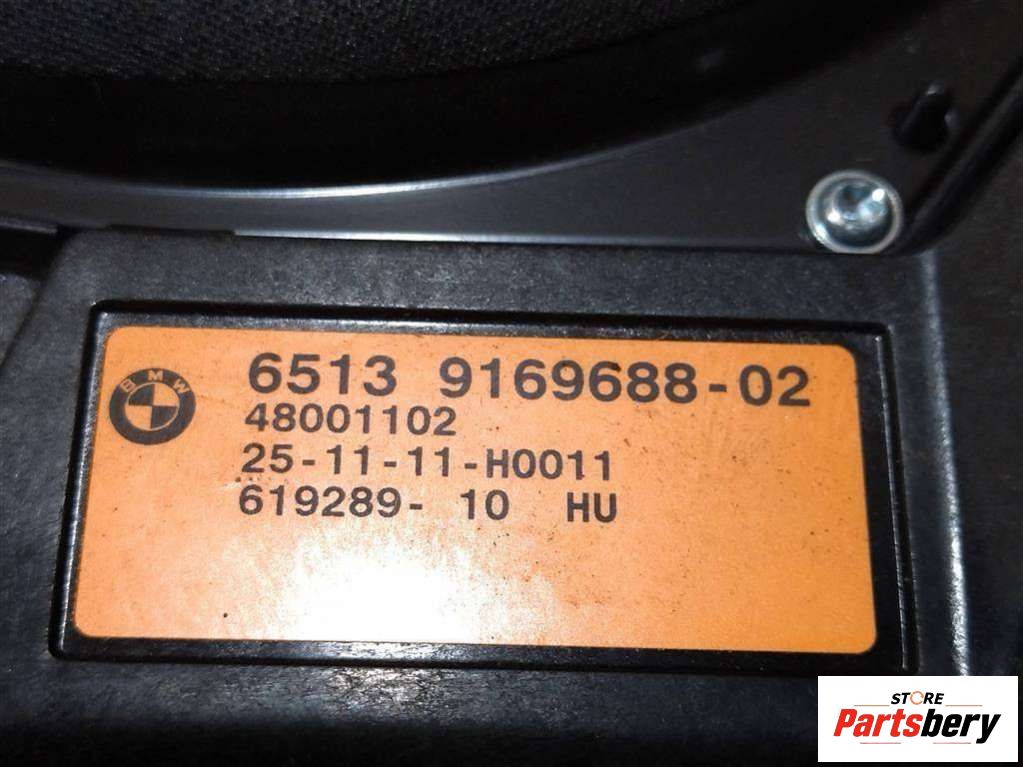 BMW
6513 9169688-02
48001102
25-11-11-H0011
619289- 10 HU
STORE
Partsbery